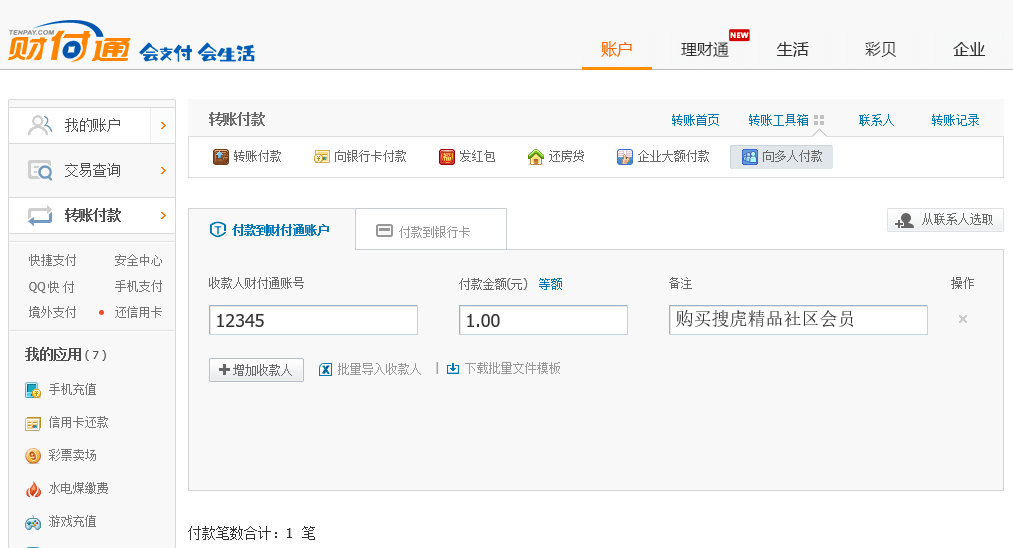 TENPAY.COM
财付通 会支付 会生活
账户 理财通 NEW 生活 彩贝 企业
我的账户
交易查询
转账付款
快捷支付 安全中心
QQ快付 手机支付
境外支付 还信用卡
我的应用(7)
手机充值
信用卡还款
彩票卖场
水电煤缴费
游戏充值
转账付款 转账首页 转账工具箱 联系人 转账记录
转账付款 向银行卡付款 发红包 还房贷 企业大额付款 向多人付款
付款到财付通账户 付款到银行卡 从联系人选取
收款人财付通账号 付款金额(元) 等额 备注 操作
12345 1.00 购买搜虎精品社区会员 ×
增加收款人 批量导入收款人 | 下载批量文件模板
付款笔数合计：1 笔